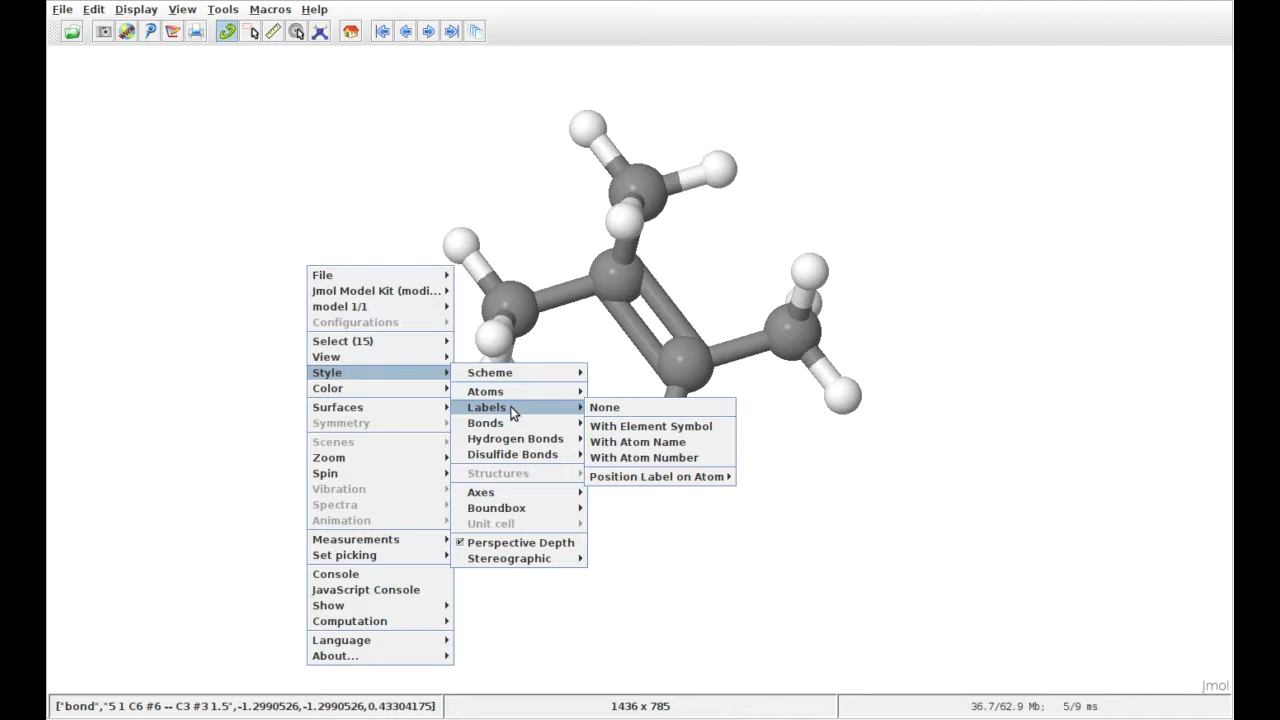 File Edit Display View Tools Macros Help
File
Jmol Model Kit (modi...
model 1/1
Configurations
Select (15)
View
Style
Color
Surfaces
Symmetry
Scenes
Zoom
Spin
Vibration
Spectra
Animation
Measurements
Set picking
Console
JavaScript Console
Show
Computation
Language
About...
Scheme
Atoms
Labels
Bonds
Hydrogen Bonds
Disulfide Bonds
Structures
Axes
Boundbox
Unit cell
Perspective Depth
Stereographic
None
With Element Symbol
With Atom Name
With Atom Number
Position Label on Atom
Jmol
["bond","5 1 C6 #6 -- C3 #3 1.5",-1.2990526,-1.2990526,0.43304175]
1436 x 785
36.7/62.9 Mb; 5/9 ms